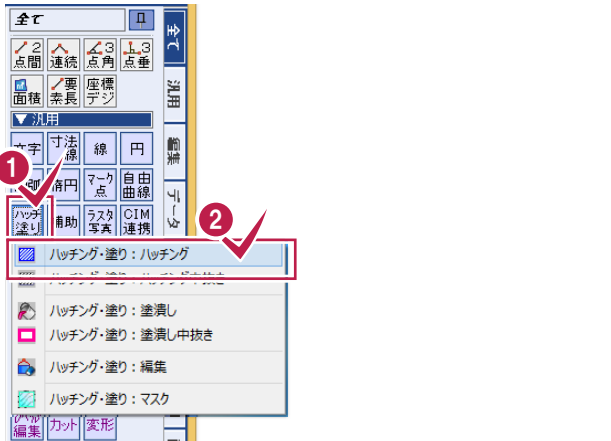 全て
2点間
連続
3点角
3点垂
面積
要素長
座標デジ
▼ 汎用
文字
寸法線
線
円
楕円
マーク点
自由曲線
ハッチ塗り
補助
ラスタ写真
CIM連携
1
2
ハッチング・塗り：ハッチング
ハッチング・塗り：塗潰し
ハッチング・塗り：塗潰し中抜き
ハッチング・塗り：編集
ハッチング・塗り：マスク
編集
カット
変形
全て
汎用
編集
データ